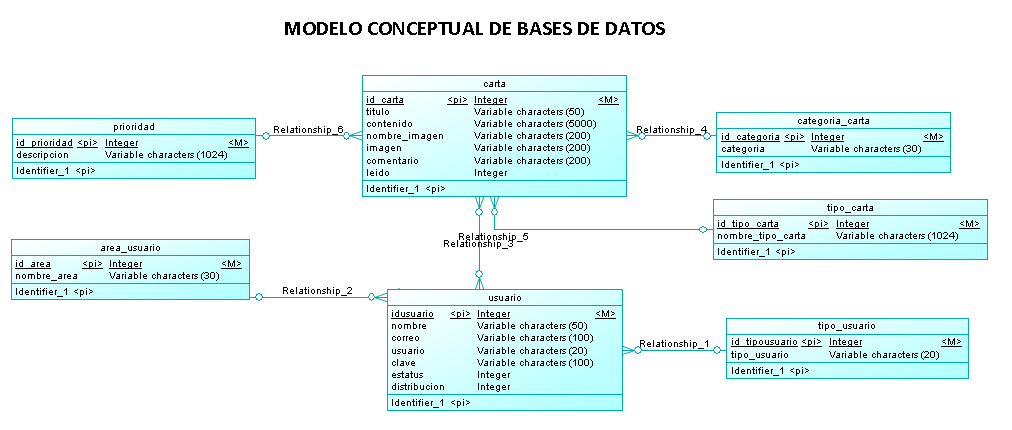 MODELO CONCEPTUAL DE BASES DE DATOS
carta
id_carta <pi> Integer <M>
titulo Variable characters (50)
contenido Variable characters (5000)
nombre_imagen Variable characters (200)
imagen Variable characters (200)
comentario Variable characters (200)
leido Integer
Identifier_1 <pi>
prioridad
id_prioridad <pi> Integer <M>
descripcion Variable characters (1024)
Identifier_1 <pi>
Relationship_6
Relationship_4
categoria_carta
id_categoria <pi> Integer <M>
categoria Variable characters (30)
Identifier_1 <pi>
tipo_carta
id_tipo_carta <pi> Integer <M>
nombre_tipo_carta Variable characters (1024)
Identifier_1 <pi>
Relationship_5
Relationship_3
area_usuario
id_area <pi> Integer <M>
nombre_area Variable characters (30)
Identifier_1 <pi>
Relationship_2
usuario
idusuario <pi> Integer <M>
nombre Variable characters (50)
correo Variable characters (100)
usuario Variable characters (20)
clave Variable characters (100)
estatus Integer
distribucion Integer
Identifier_1 <pi>
Relationship_1
tipo_usuario
id_tipousuario <pi> Integer <M>
tipo_usuario Variable characters (20)
Identifier_1 <pi>